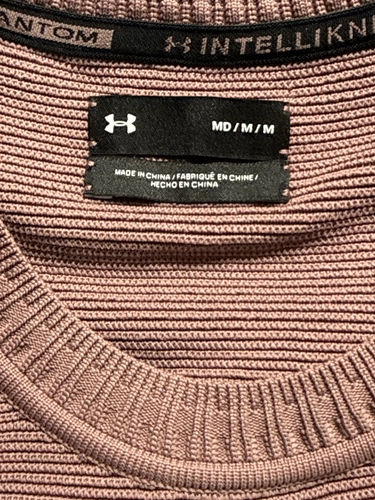 ANTOM INTELLIKNI
MD / M / M
MADE IN CHINA / FABRIQUÉ EN CHINE /
HECHO EN CHINA